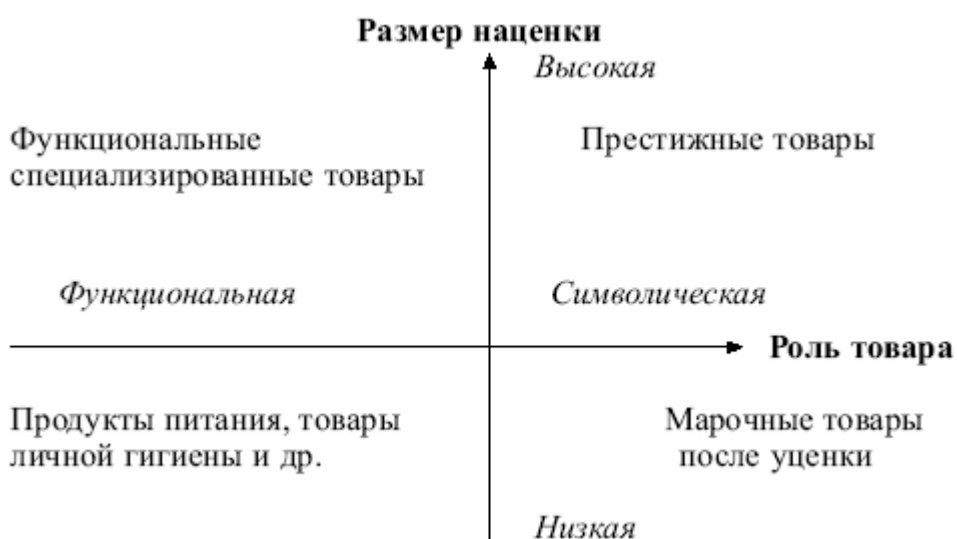 Размер наценки
Высокая
Функциональные
специализированные товары
Престижные товары
Функциональная
Символическая
Роль товара
Продукты питания, товары
личной гигиены и др.
Марочные товары
после уценки
Низкая